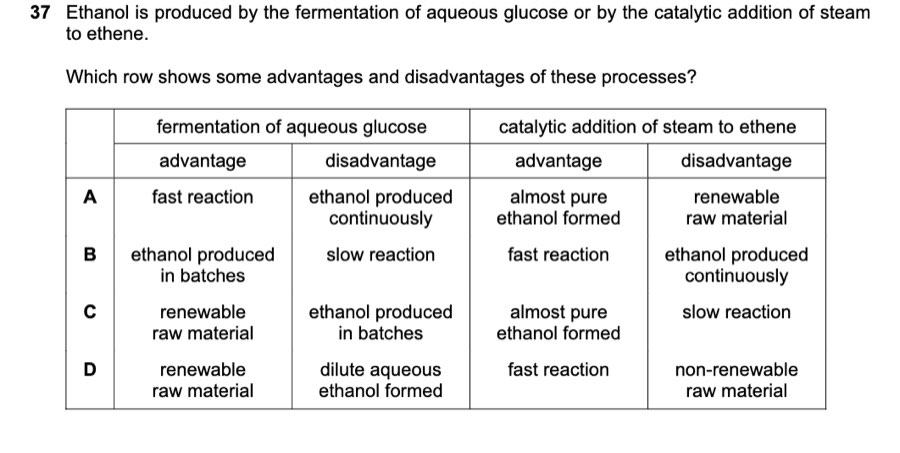 37 Ethanol is produced by the fermentation of aqueous glucose or by the catalytic addition of steam
to ethene.
Which row shows some advantages and disadvantages of these processes?
fermentation of aqueous glucose catalytic addition of steam to ethene
advantage disadvantage advantage disadvantage
A fast reaction ethanol produced almost pure renewable
continuously ethanol formed raw material
B ethanol produced slow reaction fast reaction ethanol produced
in batches continuously
C renewable ethanol produced almost pure slow reaction
raw material in batches ethanol formed
D renewable dilute aqueous fast reaction non-renewable
raw material ethanol formed raw material